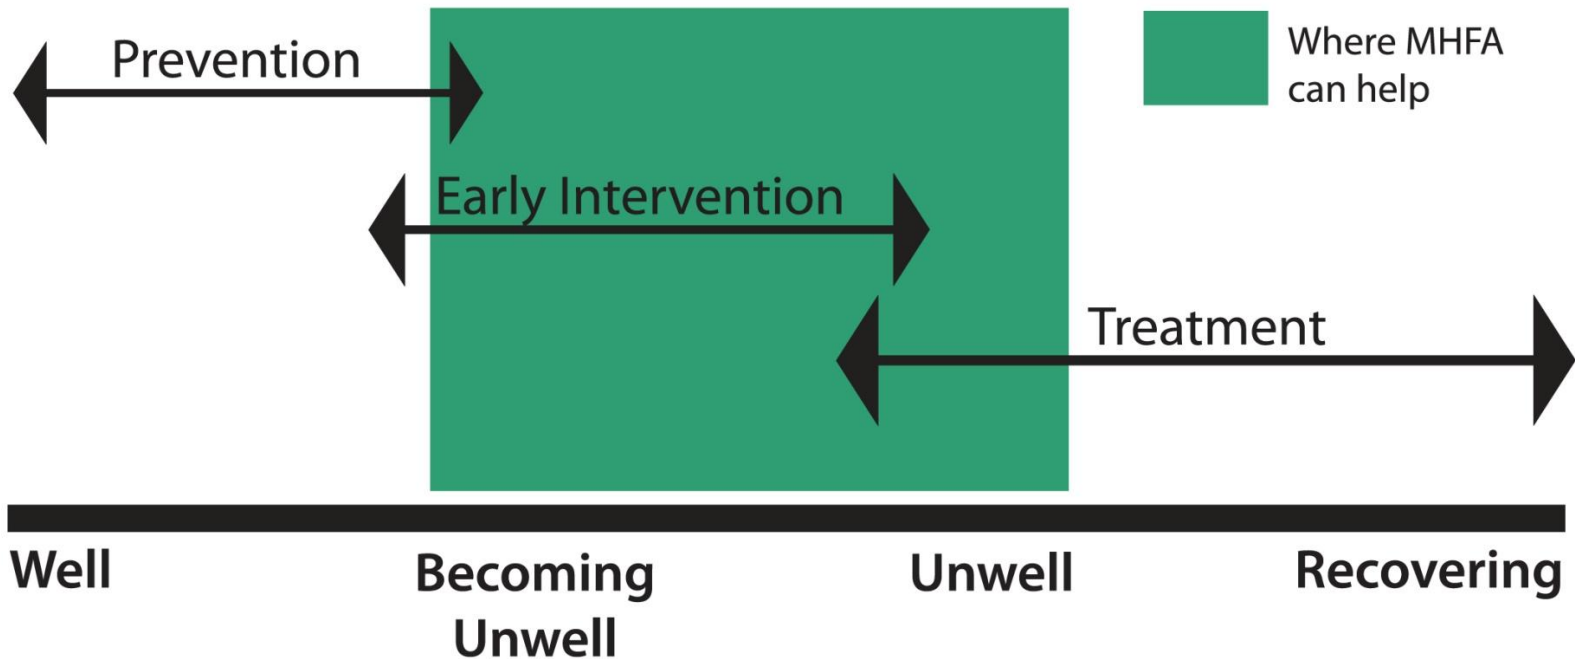 Prevention
Where MHFA
can help
Early Intervention
Treatment
Well
Becoming
Unwell
Unwell
Recovering